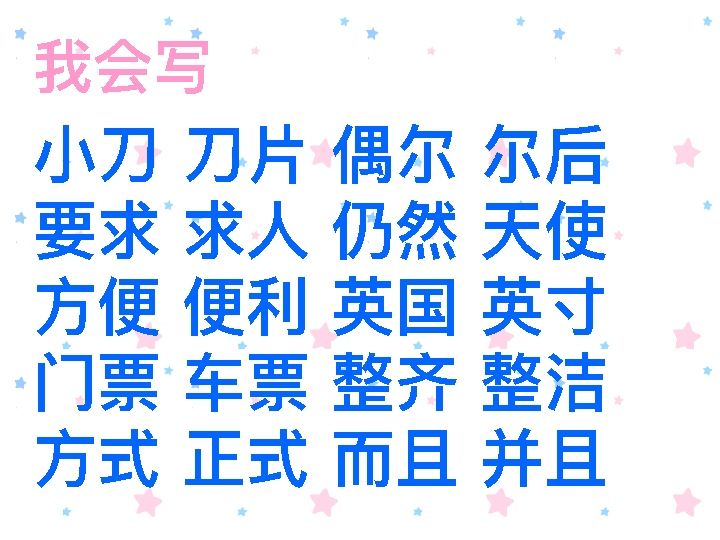 我会写
小刀 刀片 偶尔 尔后
要求 求人 仍然 天使
方便 便利 英国 英寸
门票 车票 整齐 整洁
方式 正式 而且 并且